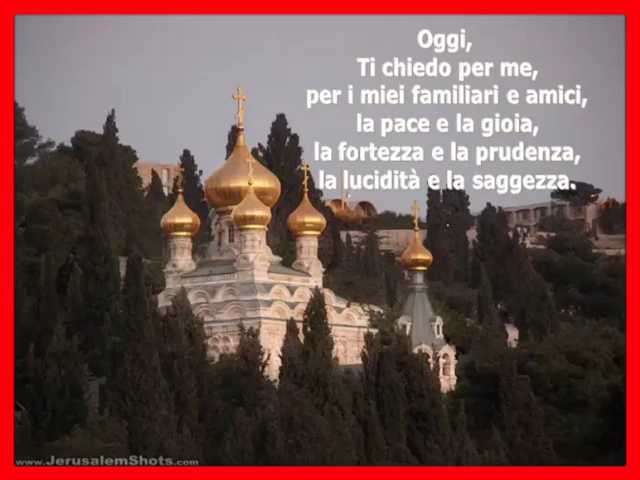 Oggi,
Ti chiedo per me,
per i miei familiari e amici,
la pace e la gioia,
la fortezza e la prudenza,
la lucidità e la saggezza.
www.JerusalemShots.com